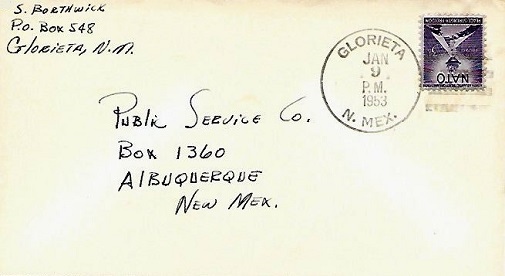 S. BORTHWICK
P.O. BOX 548
GLORIETA, N.M.
GLORIETA
JAN
9
P.M.
1953
N. MEX.
NATO
PUBLIC SERVICE CO.
BOX 1360
ALBUQUERQUE
NEW MEX.